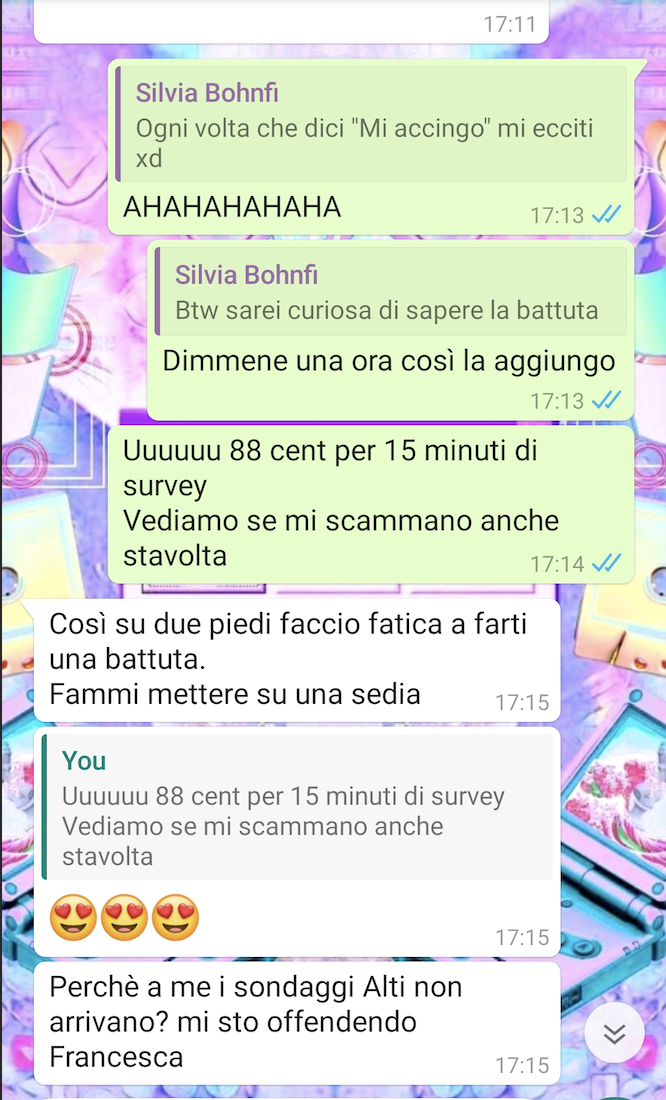 17:11
Silvia Bohnfi
Ogni volta che dici "Mi accingo" mi ecciti
xd
AHAHAHAHAHA
17:13
Silvia Bohnfi
Btw sarei curiosa di sapere la battuta
Dimmene una ora così la aggiungo
17:13
Uuuuuu 88 cent per 15 minuti di
survey
Vediamo se mi scammano anche
stavolta
17:14
Così su due piedi faccio fatica a farti
una battuta.
Fammi mettere su una sedia
17:15
You
Uuuuuu 88 cent per 15 minuti di survey
Vediamo se mi scammano anche
stavolta
😍😍😍
17:15
Perchè a me i sondaggi Alti non
arrivano? mi sto offendendo
Francesca
17:15